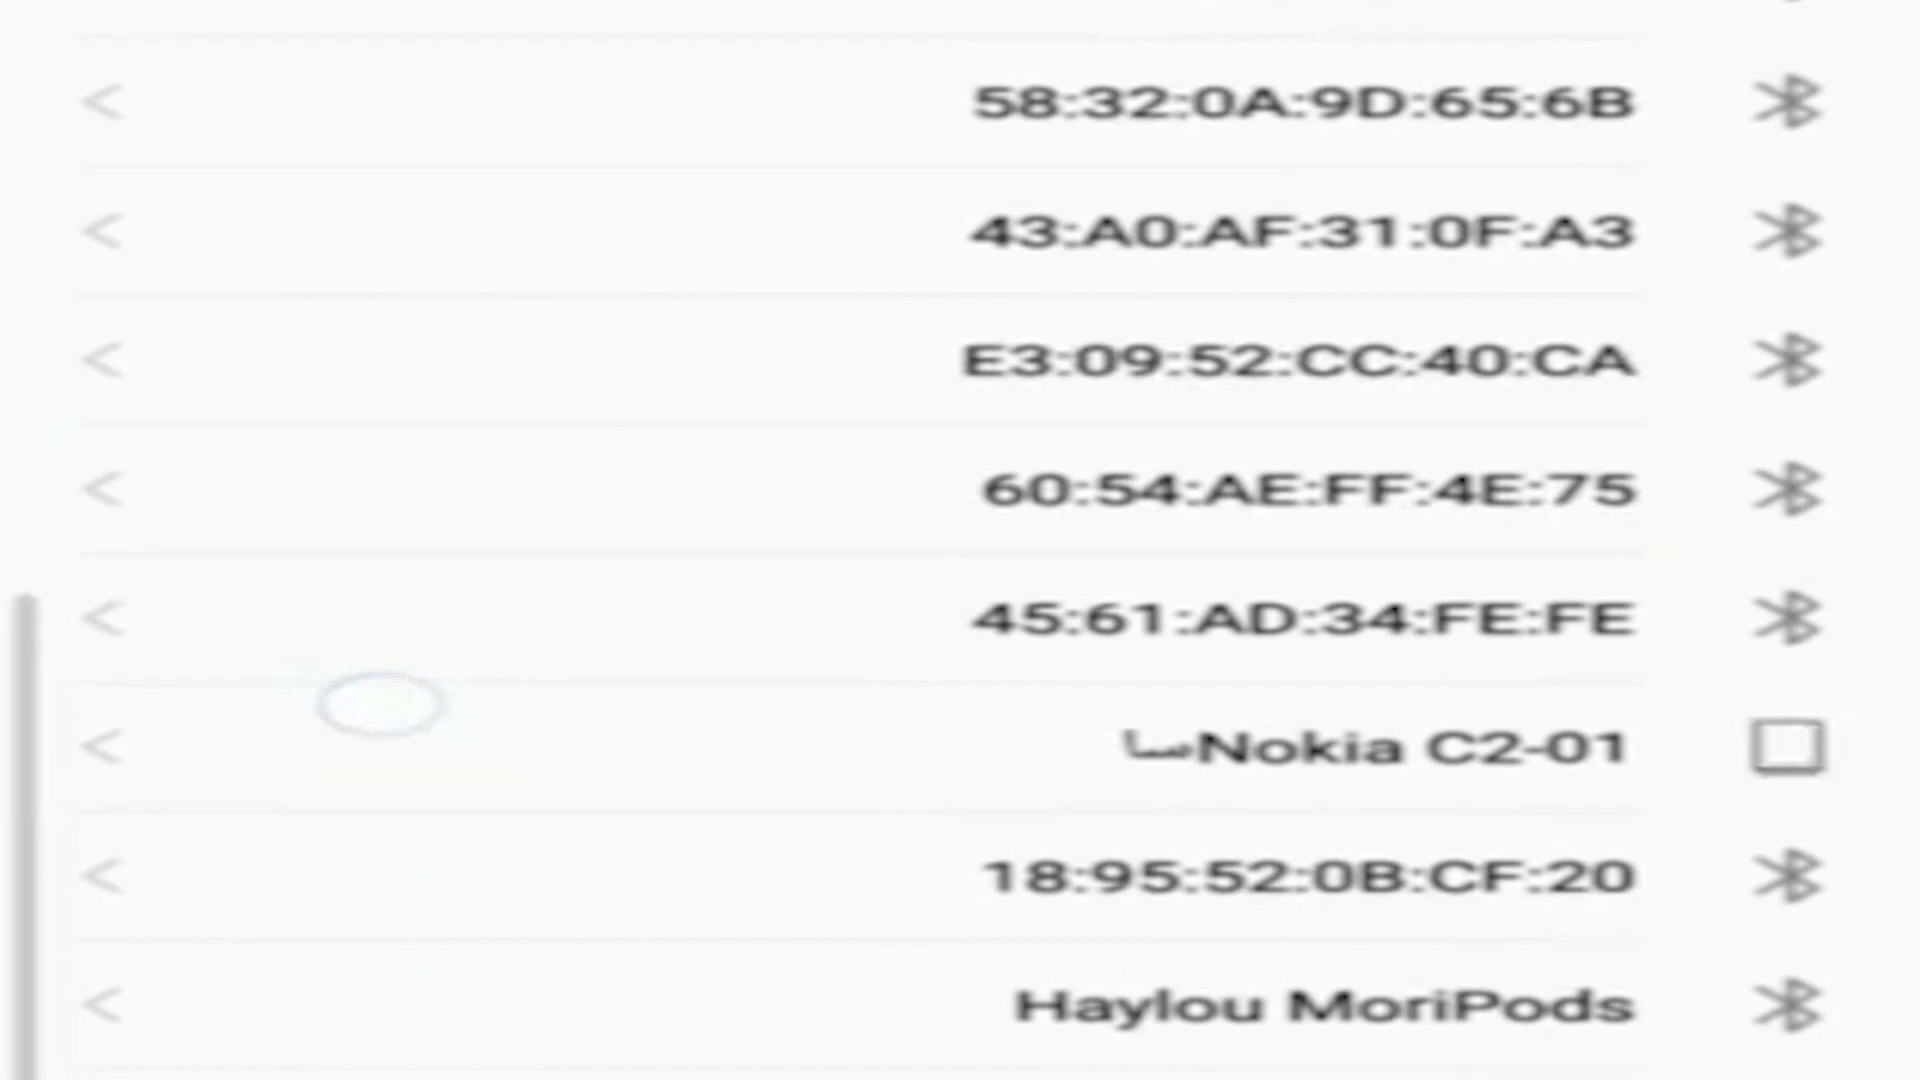 58:32:0A:9D:65:6B
43:A0:AF:31:0F:A3
E3:09:52:CC:40:CA
60:54:AE:FF:4E:75
45:61:AD:34:FE:FE
Nokia C2-01
18:95:52:0B:CF:20
Haylou MoriPods